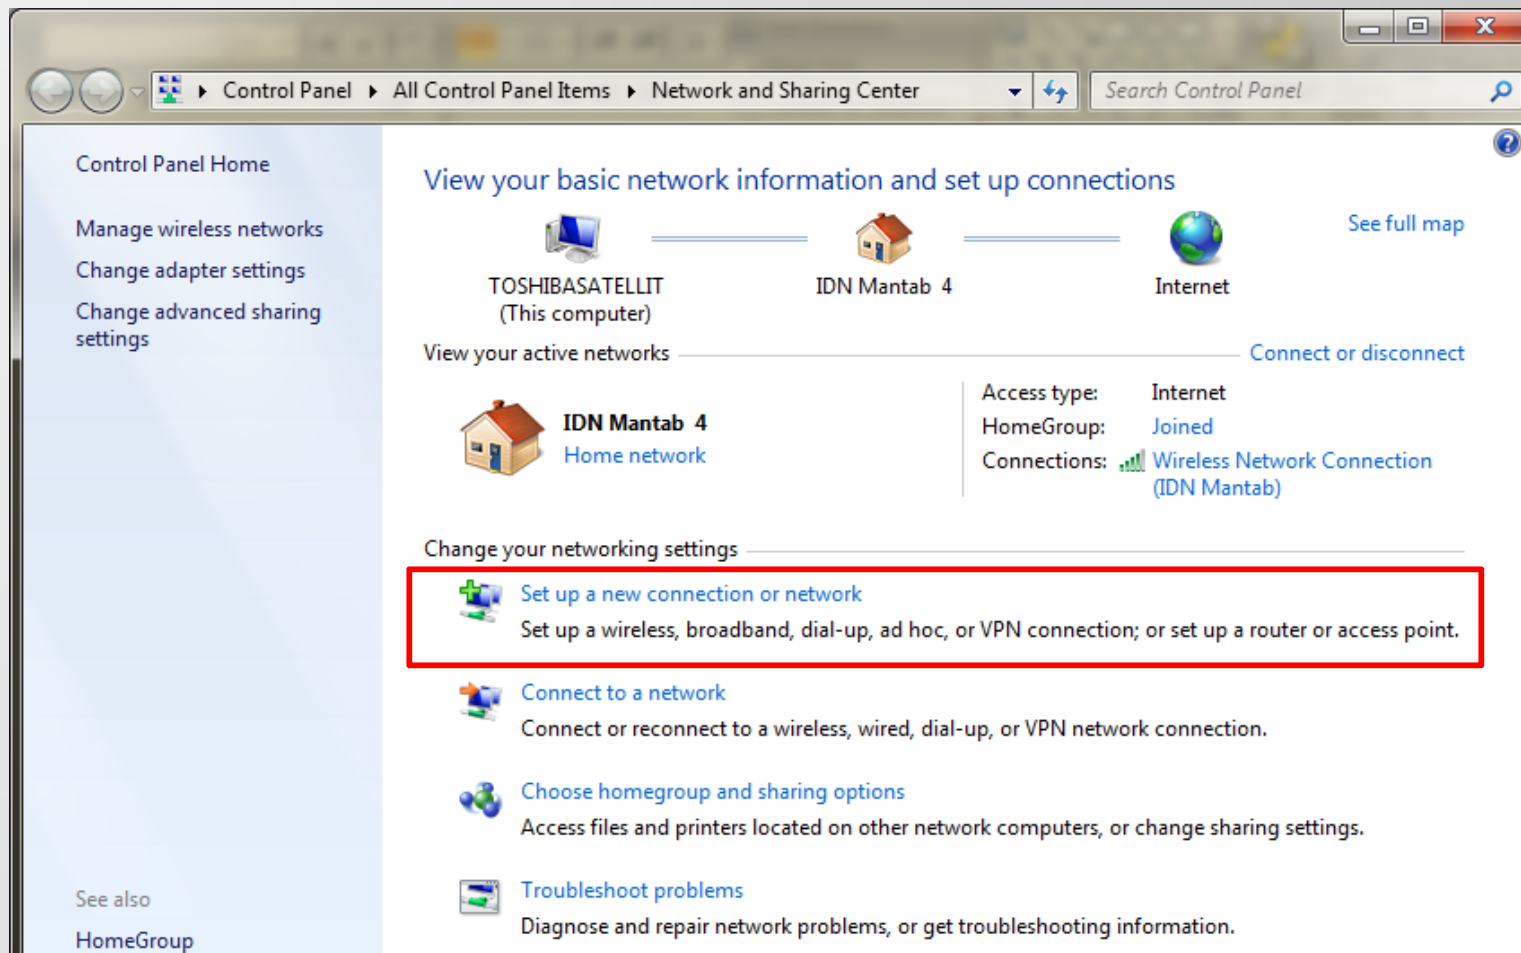 Control Panel ▸ All Control Panel Items ▸ Network and Sharing Center
Search Control Panel
Control Panel Home
Manage wireless networks
Change adapter settings
Change advanced sharing
settings
See also
HomeGroup
View your basic network information and set up connections
See full map
TOSHIBASATELLIT
(This computer)
IDN Mantab 4
Internet
View your active networks
Connect or disconnect
IDN Mantab 4
Home network
Access type: Internet
HomeGroup: Joined
Connections: Wireless Network Connection
(IDN Mantab)
Change your networking settings
Set up a new connection or network
Set up a wireless, broadband, dial-up, ad hoc, or VPN connection; or set up a router or access point.
Connect to a network
Connect or reconnect to a wireless, wired, dial-up, or VPN network connection.
Choose homegroup and sharing options
Access files and printers located on other network computers, or change sharing settings.
Troubleshoot problems
Diagnose and repair network problems, or get troubleshooting information.